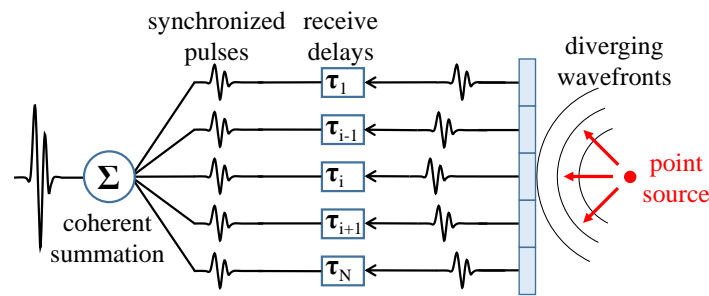 synchronized
pulses
receive
delays
diverging
wavefronts
τ1
τi-1
τi
τi+1
τN
Σ
coherent
summation
point
source